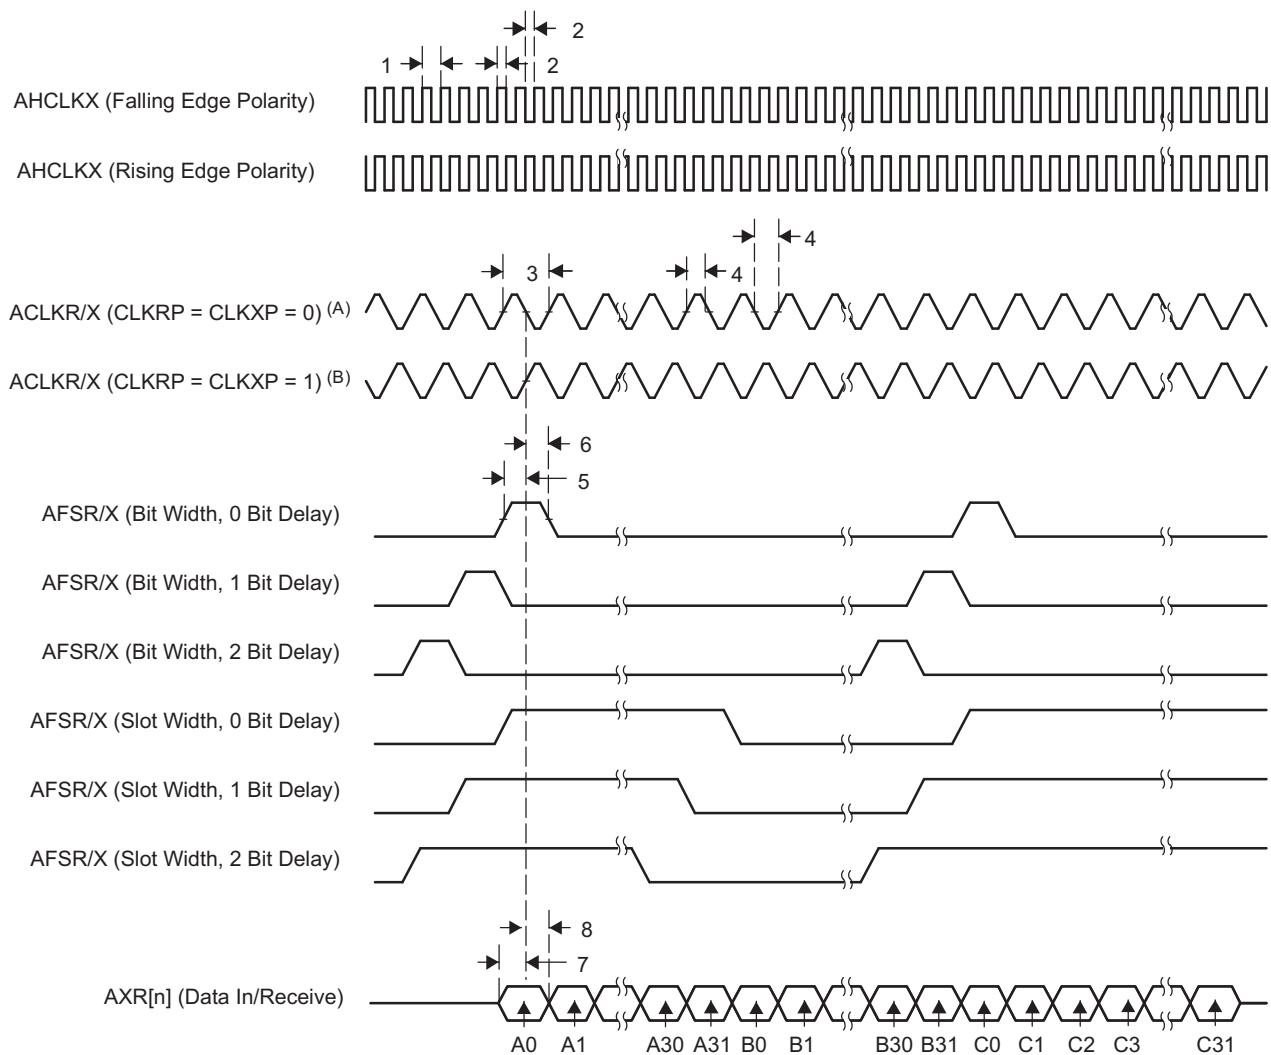 2
1
2
AHCLKX (Falling Edge Polarity)
AHCLKX (Rising Edge Polarity)
4
3
4
ACLKR/X (CLKRP = CLKXP = 0) (A)
ACLKR/X (CLKRP = CLKXP = 1) (B)
6
5
AFSR/X (Bit Width, 0 Bit Delay)
AFSR/X (Bit Width, 1 Bit Delay)
AFSR/X (Bit Width, 2 Bit Delay)
AFSR/X (Slot Width, 0 Bit Delay)
AFSR/X (Slot Width, 1 Bit Delay)
AFSR/X (Slot Width, 2 Bit Delay)
8
7
AXR[n] (Data In/Receive)
A0 A1 A30 A31 B0 B1 B30 B31 C0 C1 C2 C3 C31